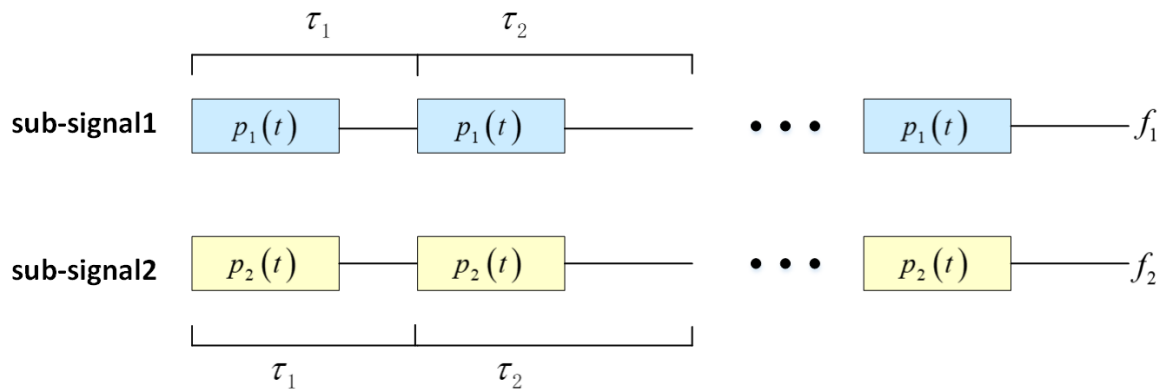 τ₁ τ₂
sub-signal1 p₁(t) p₁(t) ••• p₁(t) f₁
sub-signal2 p₂(t) p₂(t) ••• p₂(t) f₂
τ₁ τ₂